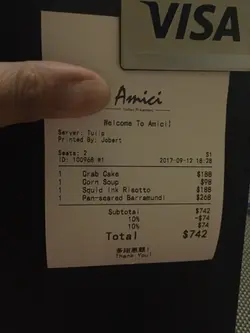 VISA
Amici
Welcome To Amici!
Server:
Printed By: Jobert
Seats: 2 51
ID: 100968 #1 2017-09-12 18:28
1 Crab Cake $188
1 Corn Soup $98
1 Squid Ink Risotto $188
1 Pan-seared Barramundi $268
Subtotal $742
10% -$74
10% $74
Total $742
多謝惠顧!
Thank You!